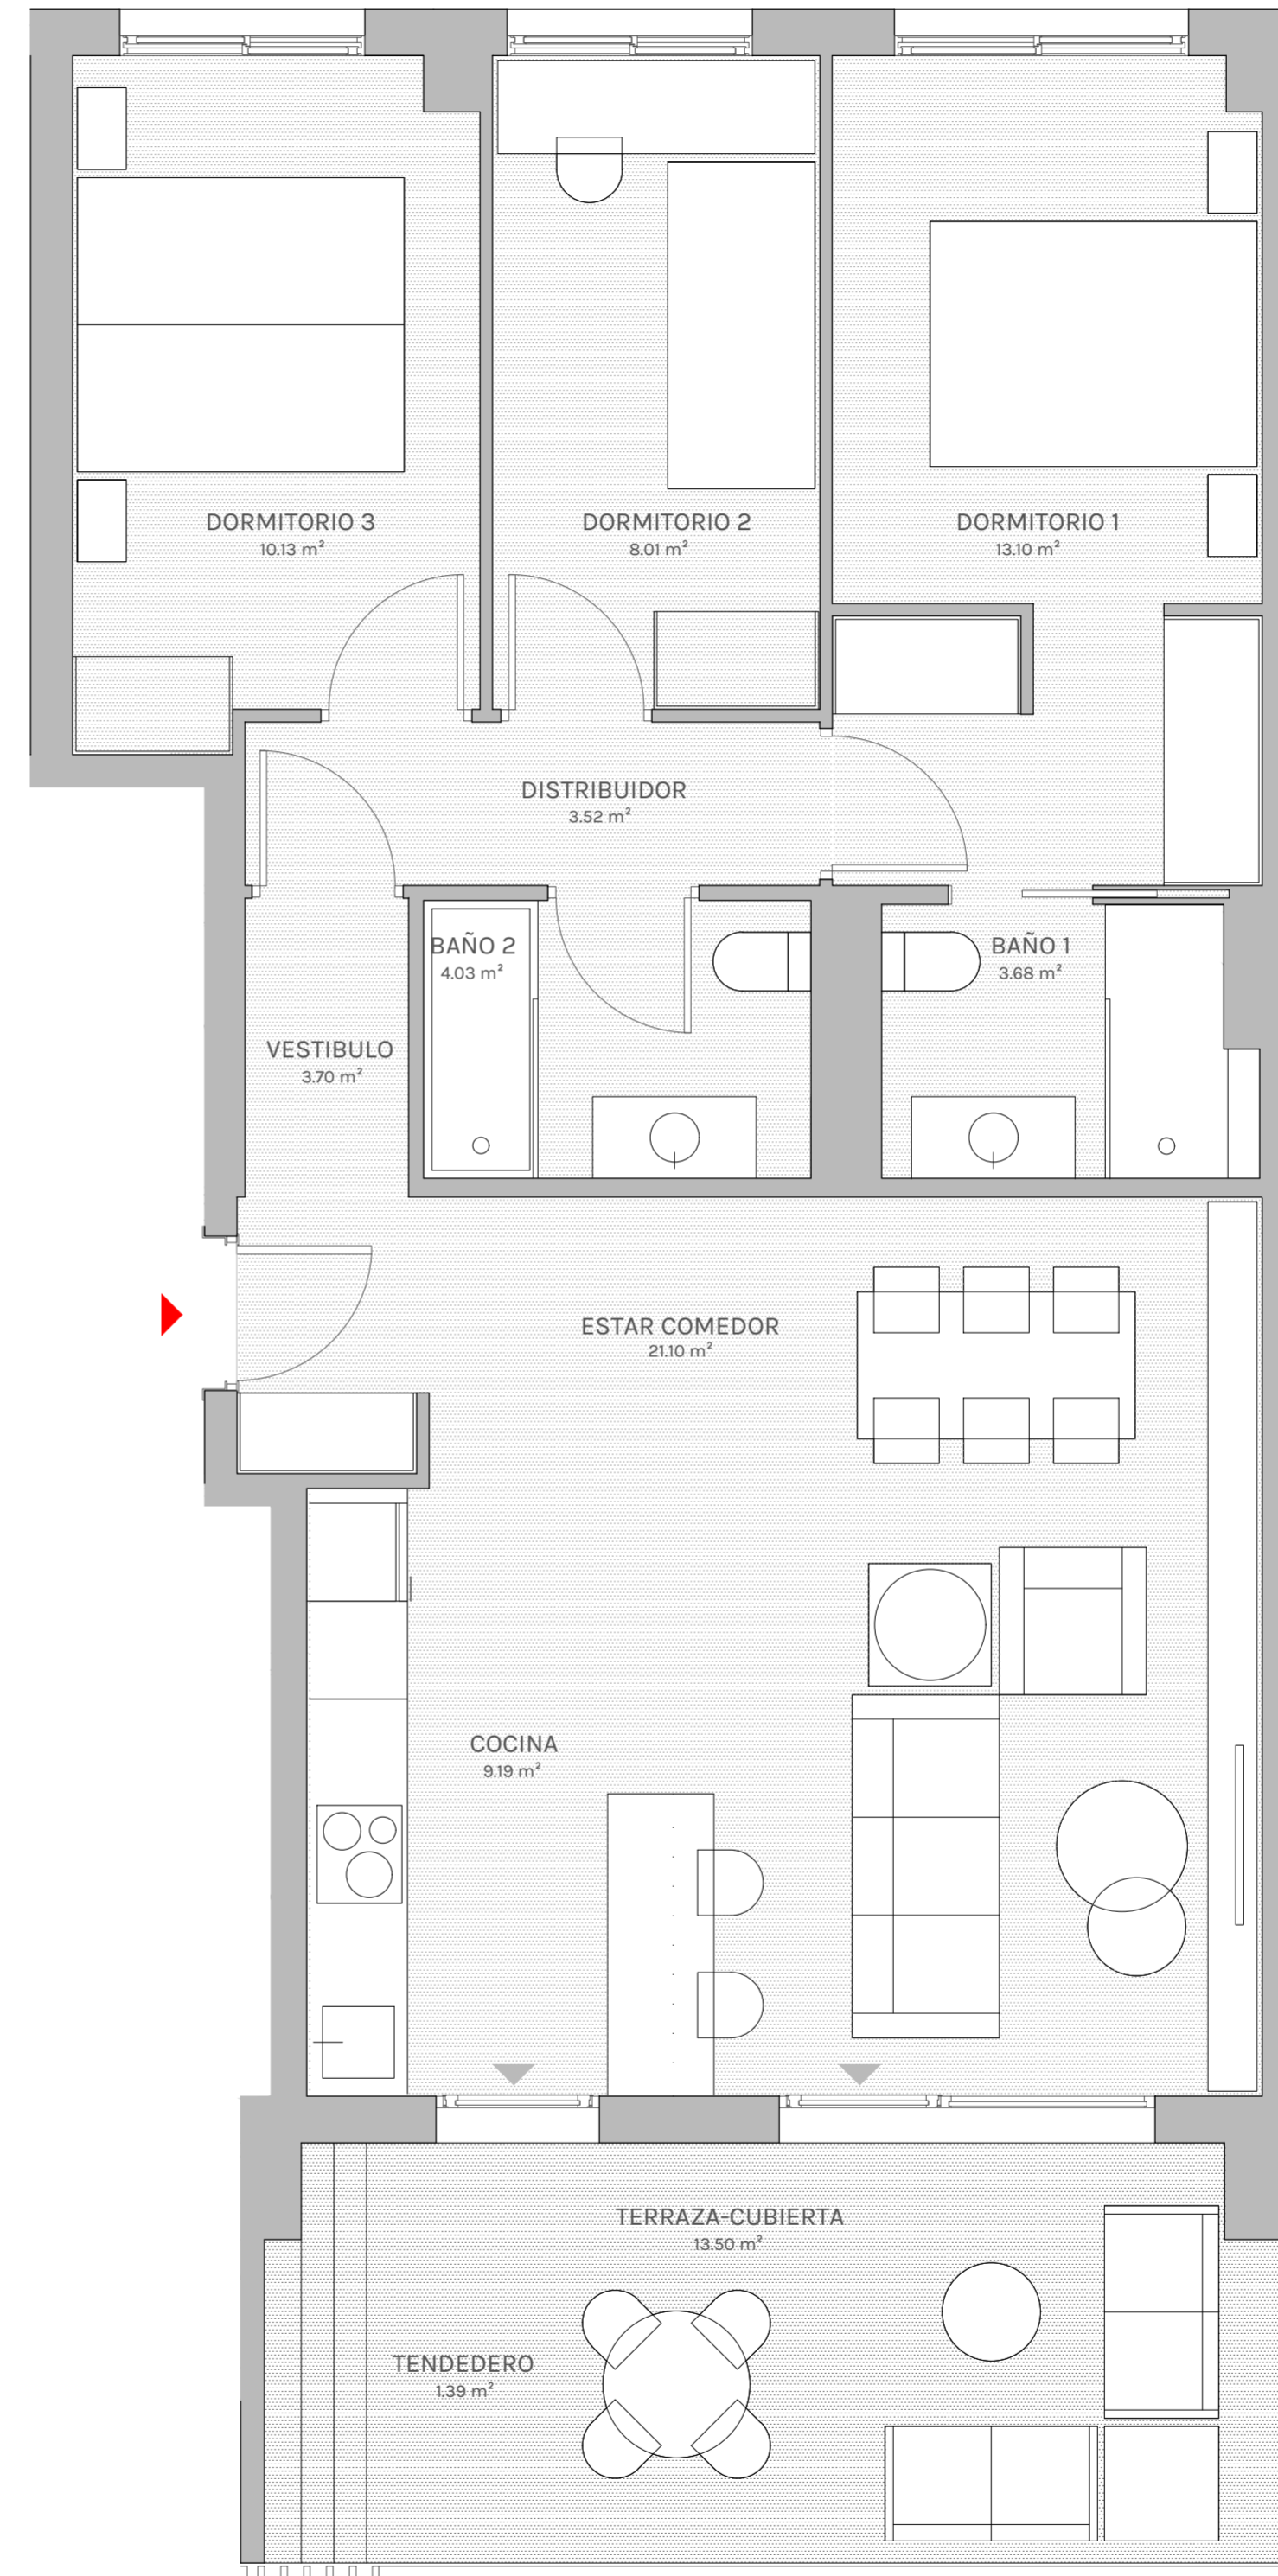 DORMITORIO 3
10.13 m²
DORMITORIO 2
8.01 m²
DORMITORIO 1
13.10 m²
DISTRIBUIDOR
3.52 m²
BAÑO 2
4.03 m²
BAÑO 1
3.68 m²
VESTIBULO
3.70 m²
ESTAR COMEDOR
21.10 m²
COCINA
9.19 m²
TERRAZA-CUBIERTA
13.50 m²
TENDEDERO
1.39 m²